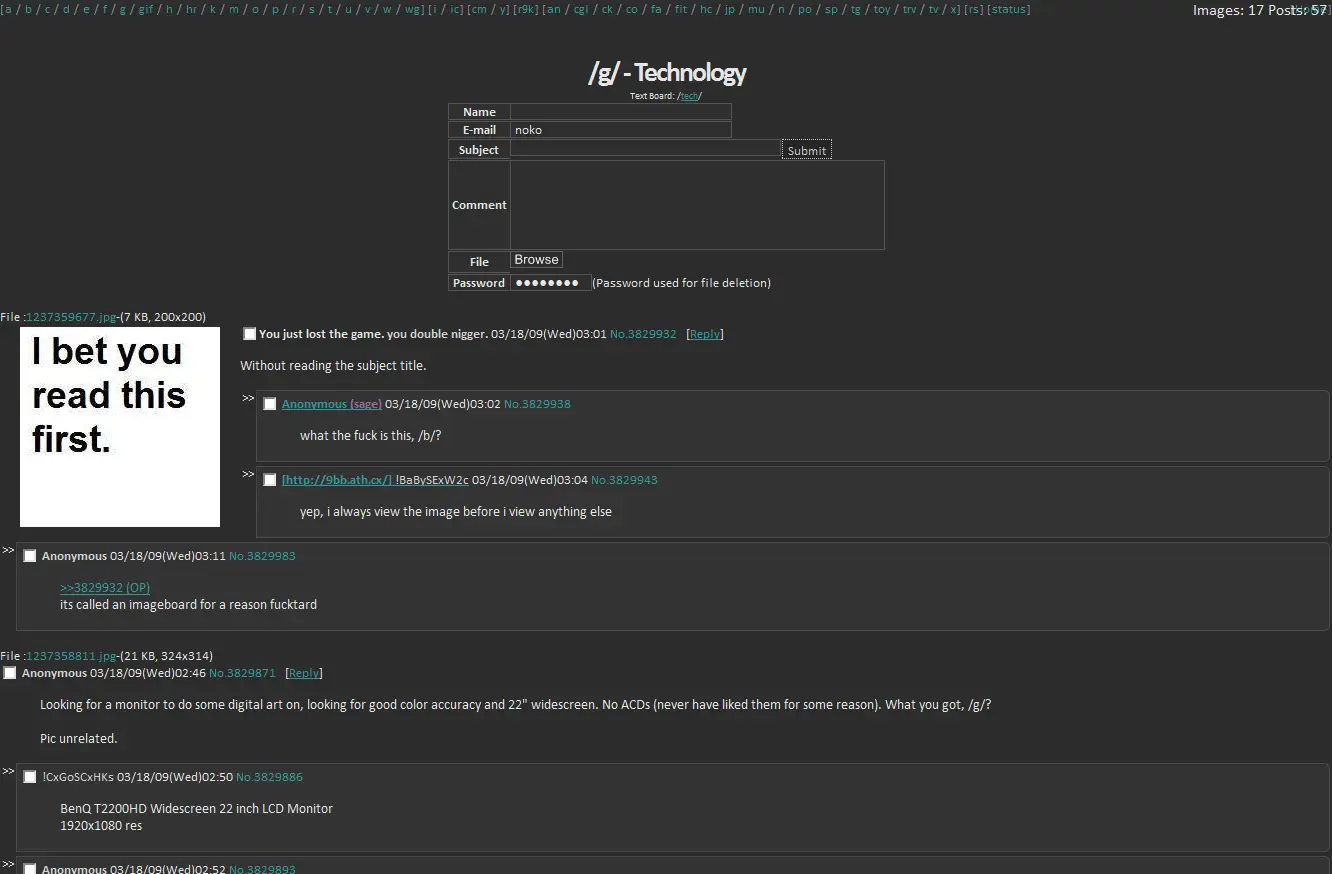 [a / b / c / d / e / f / g / gif / h / hr / k / m / o / p / r / s / t / u / v / w / wg] [i / ic] [cm / y] [r9k] [an / cgl / ck / co / fa / fit / hc / jp / mu / n / po / sp / tg / toy / trv / tv / x] [rs] [status]
Images: 17 Posts: 57
/g/ - Technology
Text Board: /tech/
Name
E-mail noko
Subject Submit
Comment
File Browse
Password ●●●●●●●● (Password used for file deletion)
File :1237359677.jpg-(7 KB, 200x200)
I bet you
read this
first.
You just lost the game. you double nigger. 03/18/09(Wed)03:01 No.3829932 [Reply]
Without reading the subject title.
>> Anonymous (sage) 03/18/09(Wed)03:02 No.3829938
what the fuck is this, /b/?
>> [http://9bb.ath.cx/] !BaBySExW2c 03/18/09(Wed)03:04 No.3829943
yep, i always view the image before i view anything else
>> Anonymous 03/18/09(Wed)03:11 No.3829983
>>3829932 (OP)
its called an imageboard for a reason fucktard
File :1237358811.jpg-(21 KB, 324x314)
Anonymous 03/18/09(Wed)02:46 No.3829871 [Reply]
Looking for a monitor to do some digital art on, looking for good color accuracy and 22" widescreen. No ACDs (never have liked them for some reason). What you got, /g/?
Pic unrelated.
>> !CxGoSCxHKs 03/18/09(Wed)02:50 No.3829886
BenQ T2200HD Widescreen 22 inch LCD Monitor
1920x1080 res
>> Anonymous 03/18/09(Wed)02:52 No.3829893